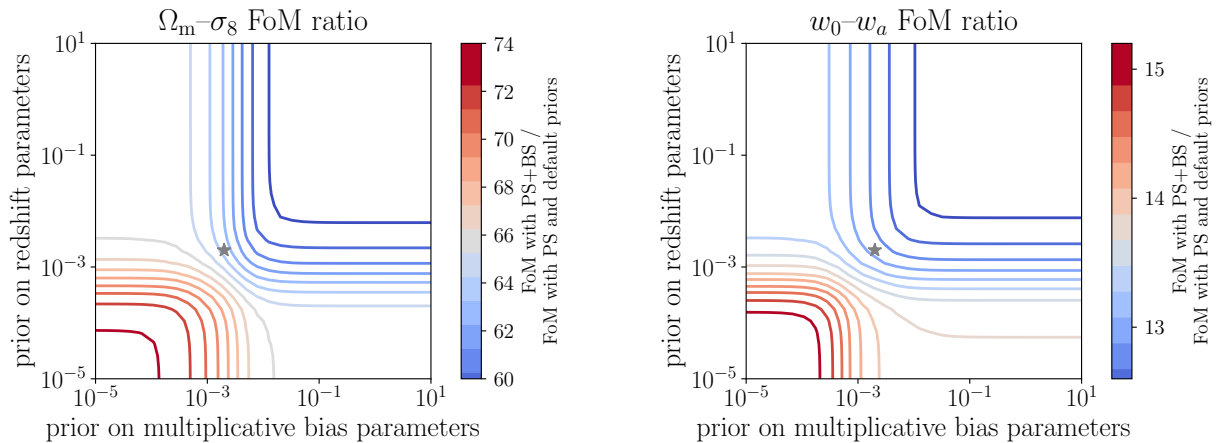 Ωm–σ8 FoM ratio
10^1
10^−1
10^−3
10^−5
prior on redshift parameters
10^−5 10^−3 10^−1 10^1
prior on multiplicative bias parameters
74
72
70
68
66
64
62
60
FoM with PS+BS /
FoM with PS and default priors
w0–wa FoM ratio
10^1
10^−1
10^−3
10^−5
prior on redshift parameters
10^−5 10^−3 10^−1 10^1
prior on multiplicative bias parameters
15
14
13
FoM with PS+BS /
FoM with PS and default priors